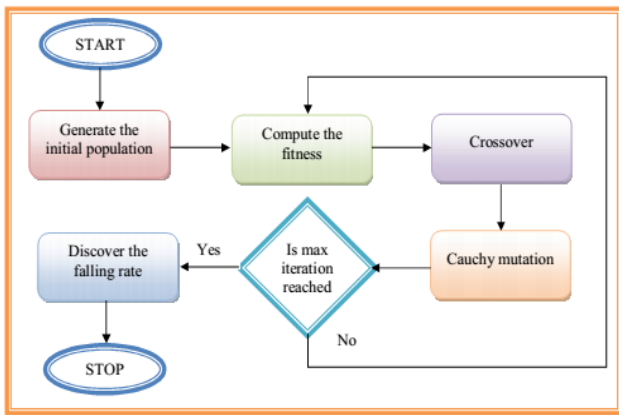 START
Generate the
initial population
Compute the
fitness
Crossover
Cauchy mutation
Is max
iteration
reached
Yes
No
Discover the
falling rate
STOP